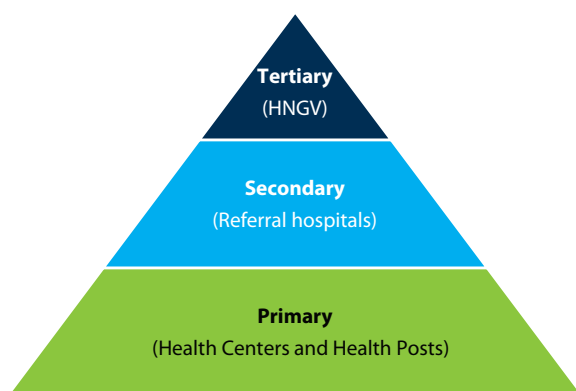 Tertiary
(HNGV)
Secondary
(Referral hospitals)
Primary
(Health Centers and Health Posts)